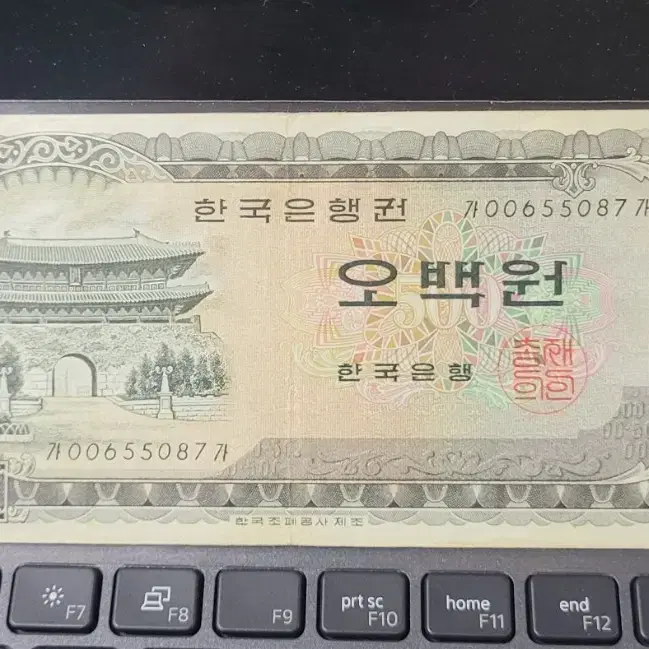 한국은행권
가00655087가
오백원
500
한국은행
총재의인
가00655087가
한국조폐공사제조
F7
F8
F9
prt sc
F10
home
F11
end
F12